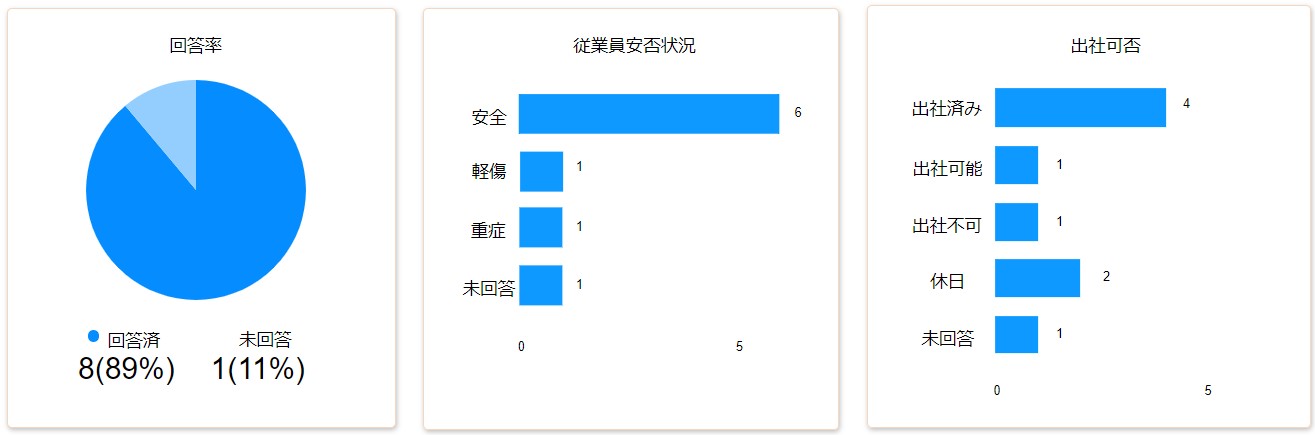 回答率
回答済
未回答
8(89%)
1(11%)
従業員安否状況
安全
6
軽傷
1
重症
1
未回答
1
0
5
出社可否
出社済み
4
出社可能
1
出社不可
1
休日
2
未回答
1
0
5